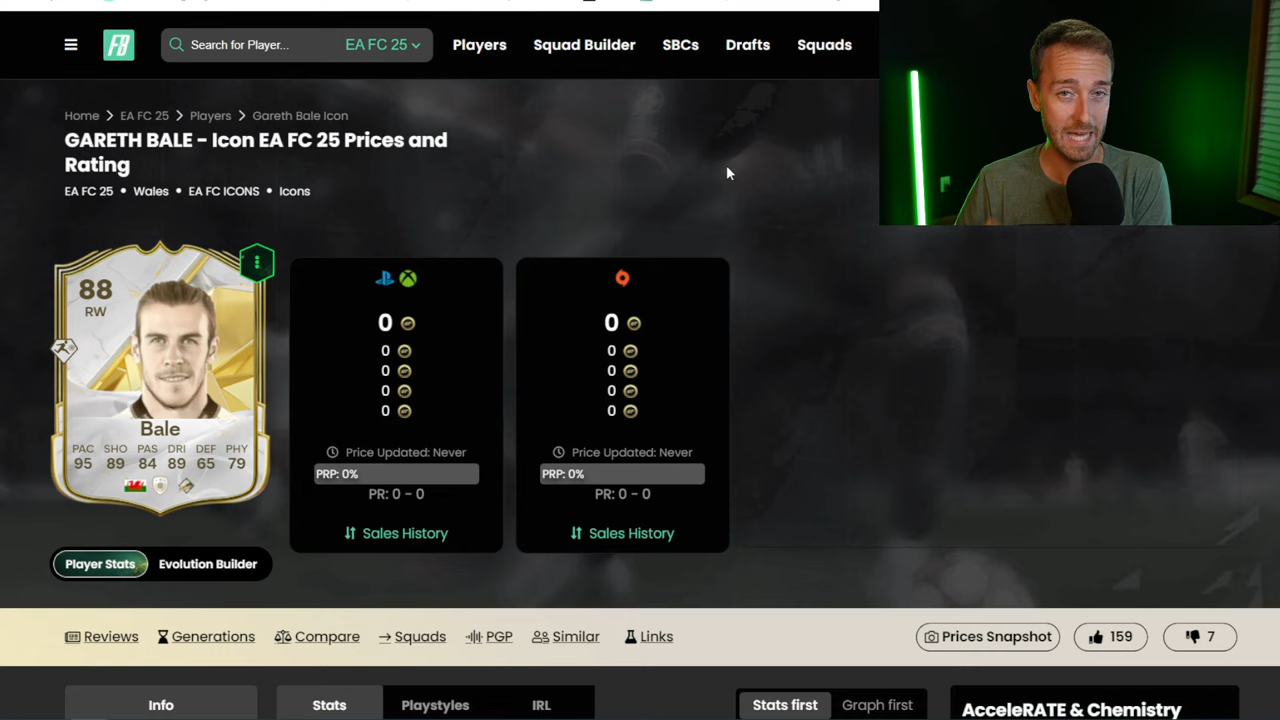 FB
Search for Player...
EA FC 25
Players
Squad Builder
SBCs
Drafts
Squads
Home > EA FC 25 > Players > Gareth Bale Icon
GARETH BALE - Icon EA FC 25 Prices and
Rating
EA FC 25 • Wales • EA FC ICONS • Icons
88
RW
Bale
PAC SHO PAS DRI DEF PHY
95 89 84 89 65 79
0
0
0
0
0
Price Updated: Never
PRP: 0%
PR: 0 - 0
Sales History
0
0
0
0
0
Price Updated: Never
PRP: 0%
PR: 0 - 0
Sales History
Player Stats
Evolution Builder
Reviews
Generations
Compare
Squads
PGP
Similar
Links
Prices Snapshot
159
7
Info
Stats
Playstyles
IRL
Stats first
Graph first
AcceleRATE & Chemistry